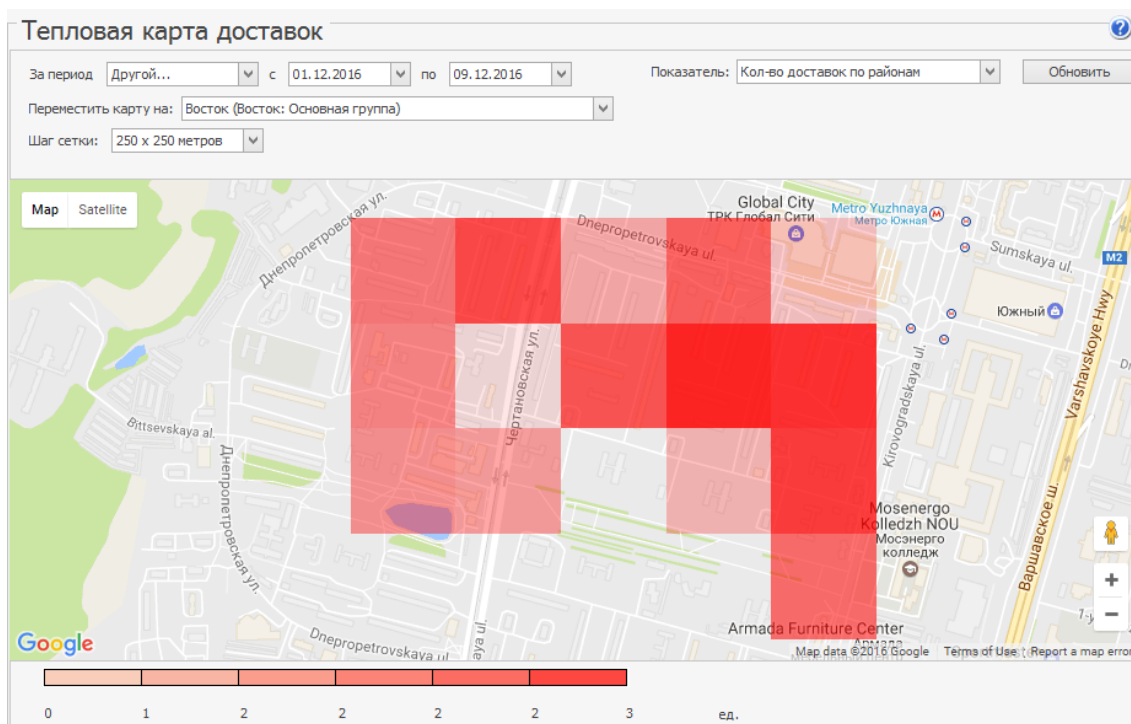 Тепловая карта доставок
?
За период Другой... с 01.12.2016 по 09.12.2016 Показатель: Кол-во доставок по районам Обновить
Переместить карту на: Восток (Восток: Основная группа)
Шаг сетки: 250 x 250 метров
Map Satellite
Днепропетровская ул.
Dnepropetrovskaya ul.
Global City
ТРК Глобал Сити
Metro Yuzhnaya
Метро Южная
M
Sumskaya ul.
M2
Южный
Varshavskoye Hwy
Чертановская ул.
Kirovogradskaya ul.
Bittsevskaya al.
Днепропетровская ул.
Mosenergo
Kolledzh NOU
Мосэнерго
колледж
Варшавское ш.
+
−
Google
Dnepropetrovskaya ul
aya ul.
Armada Furniture Center
Армада
1-y
Map data ©2016 Google Terms of Use Report a map error
0 1 2 2 2 2 3 ед.